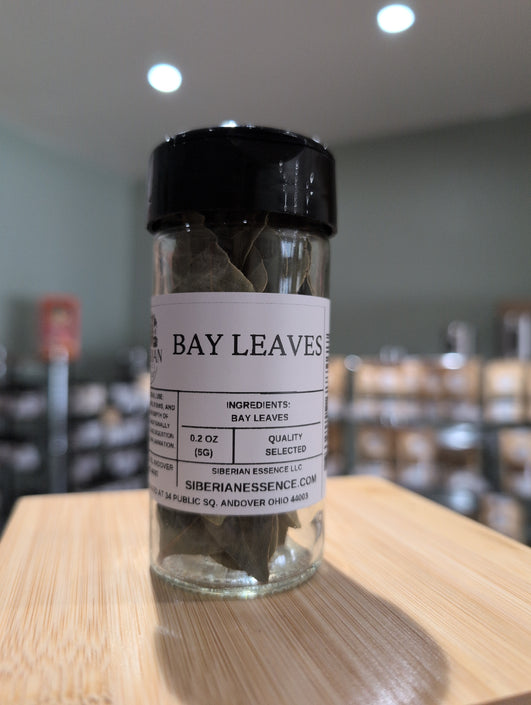 BAY LEAVES
INGREDIENTS:
BAY LEAVES
0.2 OZ
(5G)
QUALITY
SELECTED
SIBERIAN ESSENCE LLC
SIBERIANESSENCE.COM
AT 34 PUBLIC SQ. ANDOVER OHIO 44003